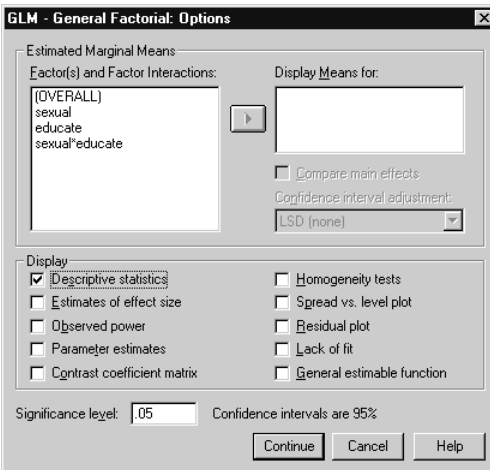 GLM - General Factorial: Options
Estimated Marginal Means
Factor(s) and Factor Interactions:
(OVERALL)
sexual
educate
sexual*educate
Display Means for:
Compare main effects
Confidence interval adjustment:
LSD (none)
Display
Descriptive statistics
Estimates of effect size
Observed power
Parameter estimates
Contrast coefficient matrix
Homogeneity tests
Spread vs. level plot
Residual plot
Lack of fit
General estimable function
Significance level: .05 Confidence intervals are 95%
Continue Cancel Help